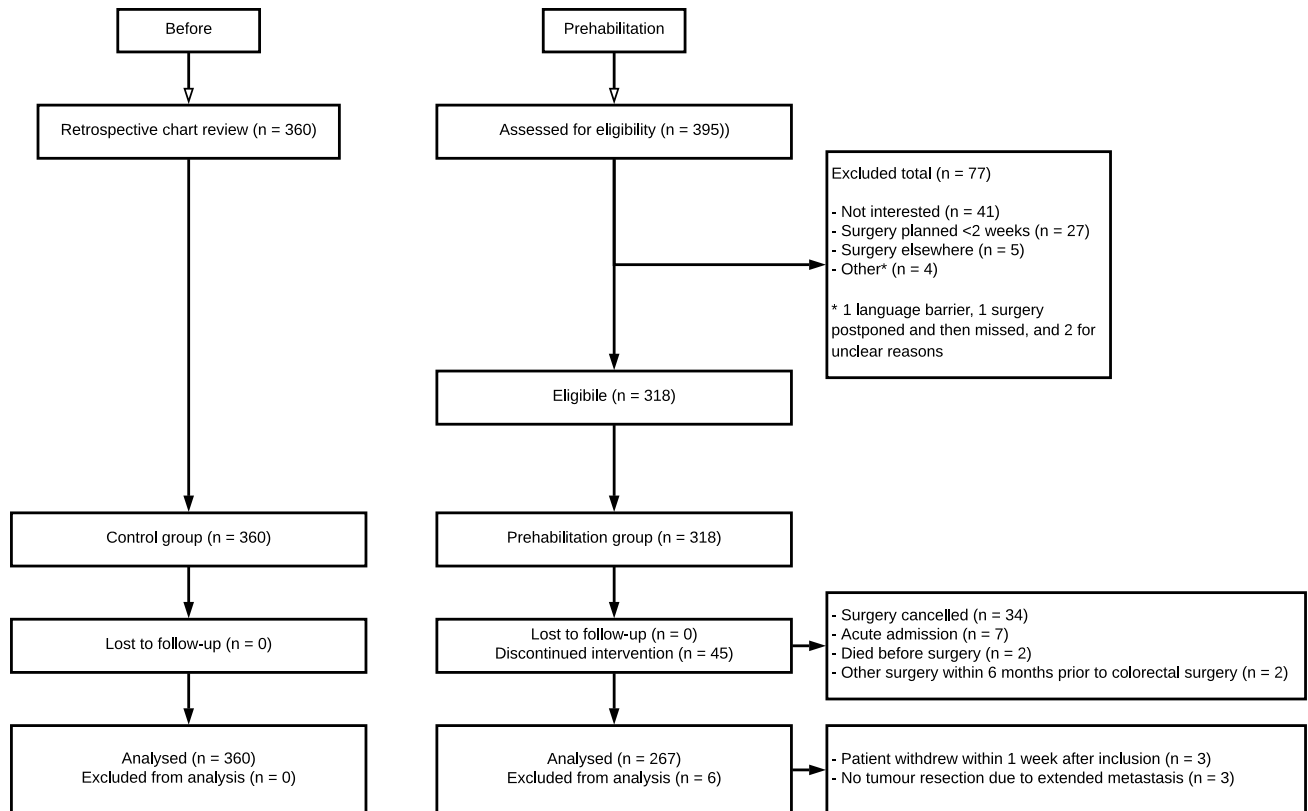 Before
Prehabilitation
Retrospective chart review (n = 360)
Assessed for eligibility (n = 395))
Excluded total (n = 77)
- Not interested (n = 41)
- Surgery planned <2 weeks (n = 27)
- Surgery elsewhere (n = 5)
- Other* (n = 4)
* 1 language barrier, 1 surgery
postponed and then missed, and 2 for
unclear reasons
Eligibile (n = 318)
Control group (n = 360)
Prehabilitation group (n = 318)
Lost to follow-up (n = 0)
Lost to follow-up (n = 0)
Discontinued intervention (n = 45)
- Surgery cancelled (n = 34)
- Acute admission (n = 7)
- Died before surgery (n = 2)
- Other surgery within 6 months prior to colorectal surgery (n = 2)
Analysed (n = 360)
Excluded from analysis (n = 0)
Analysed (n = 267)
Excluded from analysis (n = 6)
- Patient withdrew within 1 week after inclusion (n = 3)
- No tumour resection due to extended metastasis (n = 3)